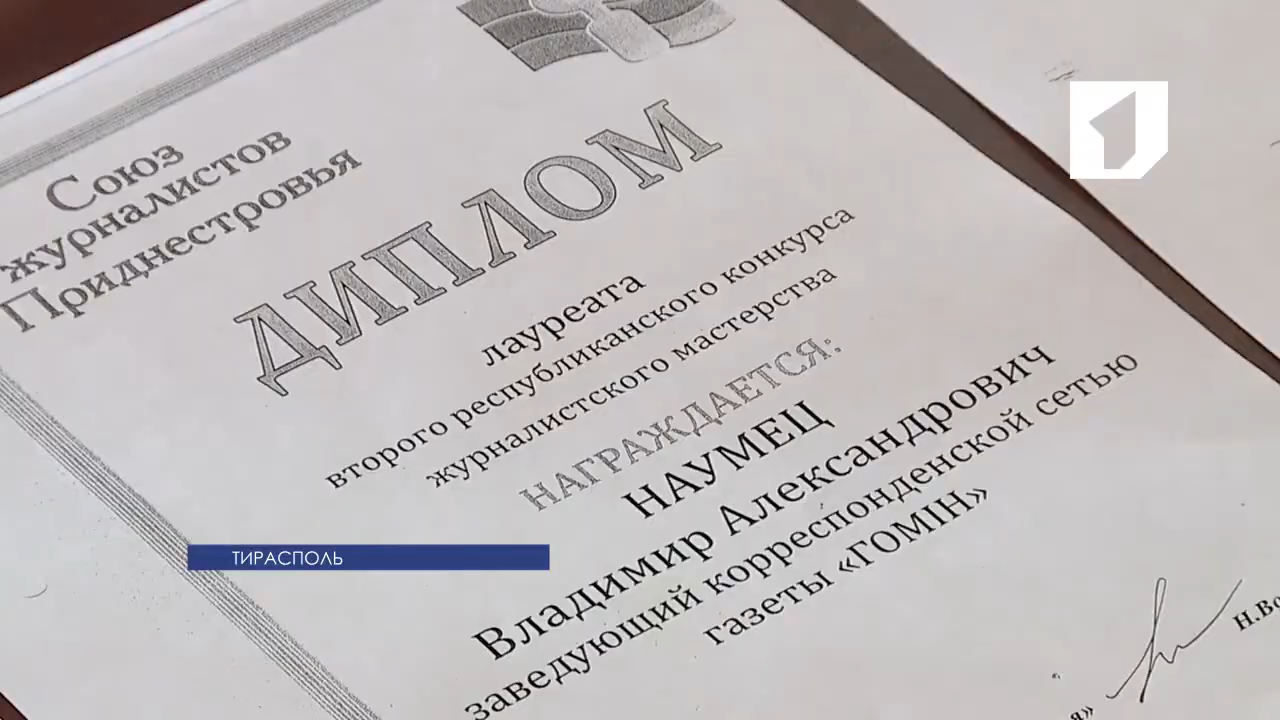 Союз
журналистов
Приднестровья
ДИПЛОМ
лауреата
второго республиканского конкурса
журналистского мастерства
НАГРАЖДАЕТСЯ:
НАУМЕЦ
Владимир Александрович
заведующий корреспонденской сетью
газеты «ГОМІН»
ТИРАСПОЛЬ